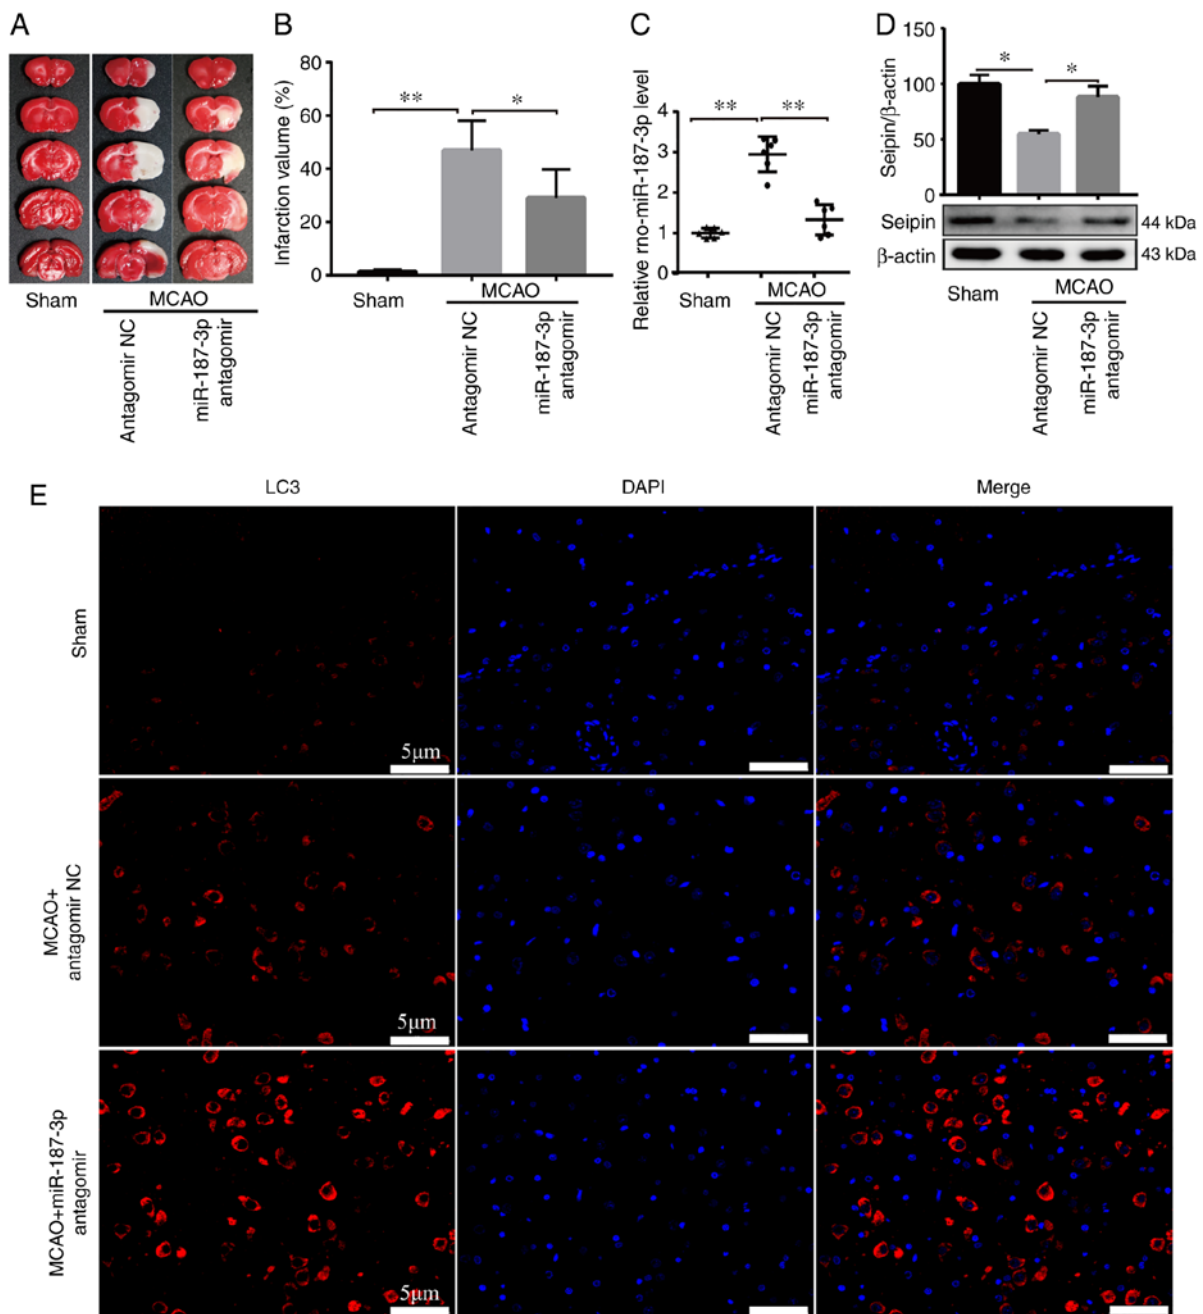 A
Sham
MCAO
Antagomir NC
miR-187-3p
antagomir
B
Infarction valume (%)
80
60
40
20
0
**
*
Sham
MCAO
Antagomir NC
miR-187-3p
antagomir
C
Relative rno-miR-187-3p level
4
3
2
1
0
**
**
Sham
MCAO
Antagomir NC
miR-187-3p
antagomir
D
Seipin/β-actin
150
100
50
0
*
*
Seipin
44 kDa
β-actin
43 kDa
Sham
MCAO
Antagomir NC
miR-187-3p
antagomir
E
LC3
DAPI
Merge
Sham
5μm
MCAO+
antagomir NC
5μm
MCAO+miR-187-3p
antagomir
5μm